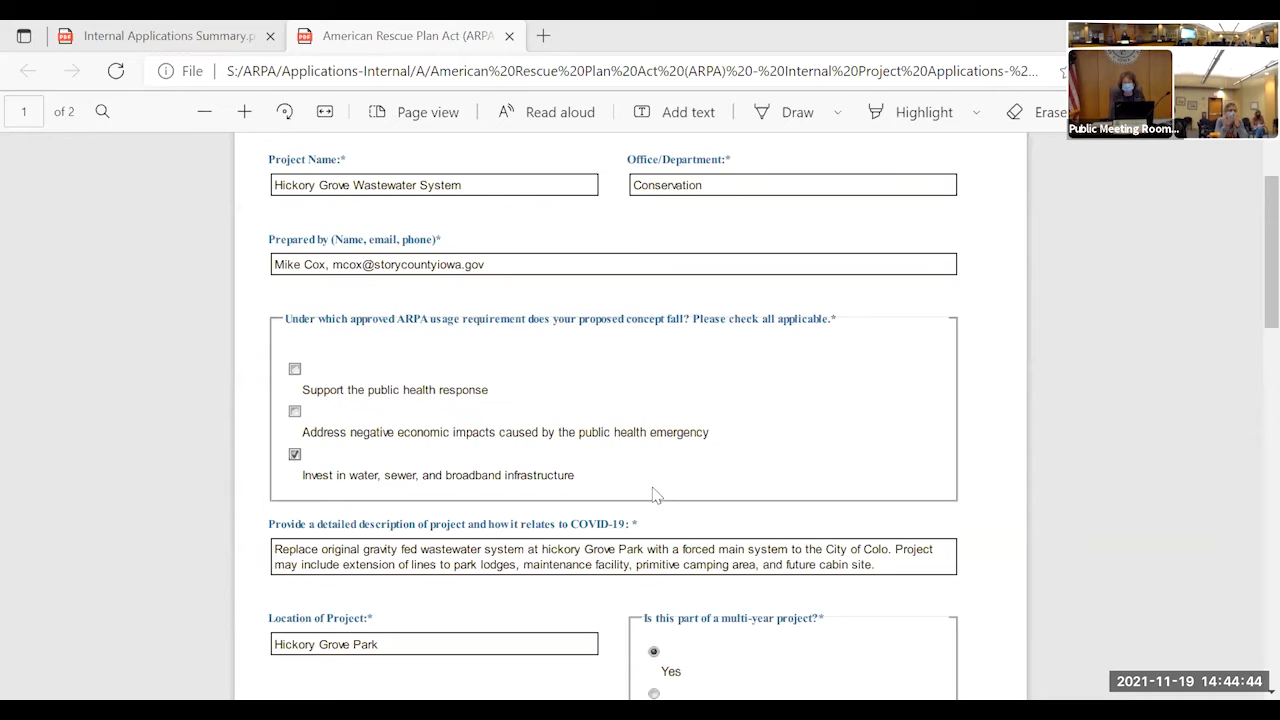 Internal Applications Summary.p
American Rescue Plan Act (ARPA
File
S:/ARPA/Applications-Internal/A/American%20Rescue%20Plan%20Act%20(ARPA)%20-%20Internal%20Project%20Applications-%2...
1 of 2
Page view
Read aloud
Add text
Draw
Highlight
Erase
Public Meeting Room...
Project Name:*
Office/Department:*
Hickory Grove Wastewater System
Conservation
Prepared by (Name, email, phone)*
Mike Cox, mcox@storycountyiowa.gov
Under which approved ARPA usage requirement does your proposed concept fall? Please check all applicable.*
Support the public health response
Address negative economic impacts caused by the public health emergency
Invest in water, sewer, and broadband infrastructure
Provide a detailed description of project and how it relates to COVID-19: *
Replace original gravity fed wastewater system at hickory Grove Park with a forced main system to the City of Colo. Project
may include extension of lines to park lodges, maintenance facility, primitive camping area, and future cabin site.
Location of Project:*
Is this part of a multi-year project?*
Hickory Grove Park
Yes
2021-11-19 14:44:44